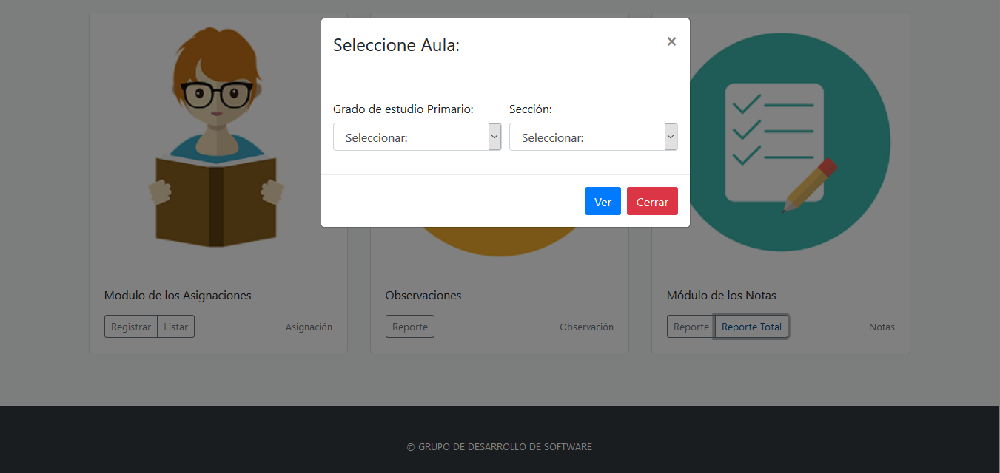 Seleccione Aula: ×
Grado de estudio Primario: Sección:
Seleccionar: Seleccionar:
Ver Cerrar
Modulo de los Asignaciones
Registrar Listar Asignación
Observaciones
Reporte Observación
Módulo de los Notas
Reporte Reporte Total Notas
© GRUPO DE DESARROLLO DE SOFTWARE